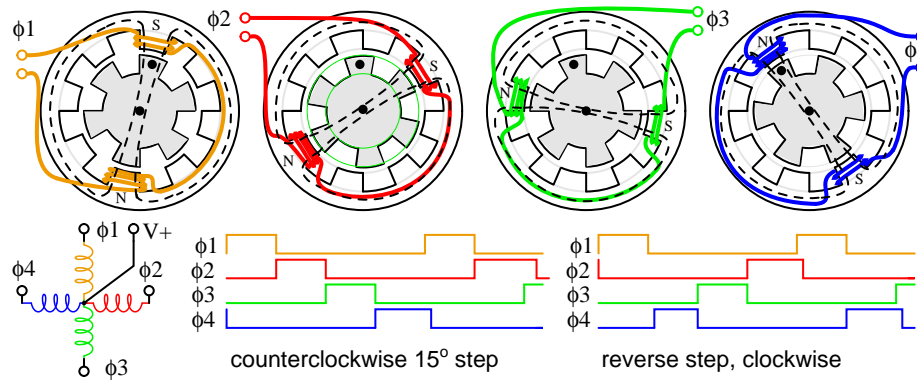 ϕ1 S N
ϕ2 S N
ϕ3 N S
ϕ N S
ϕ1 V+
ϕ4 ϕ2
ϕ3
ϕ1
ϕ2
ϕ3
ϕ4
counterclockwise 15° step
ϕ1
ϕ2
ϕ3
ϕ4
reverse step, clockwise